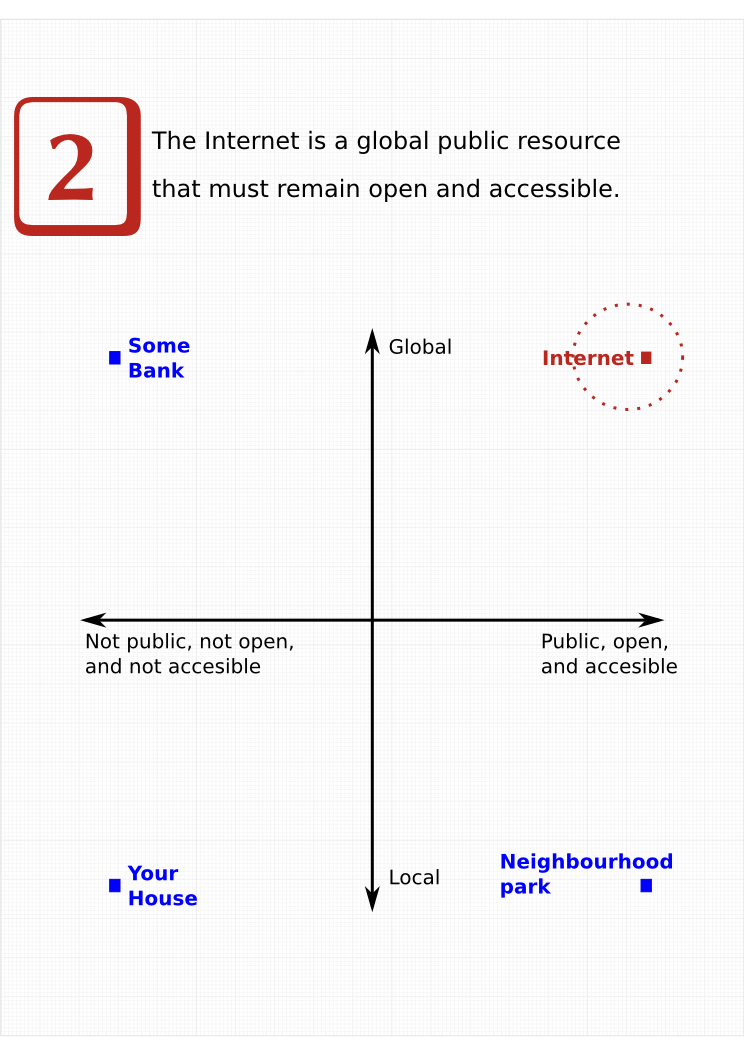 2
The Internet is a global public resource
that must remain open and accessible.
Some
Bank
Global
Internet
Not public, not open,
and not accesible
Public, open,
and accesible
Your
House
Local
Neighbourhood
park